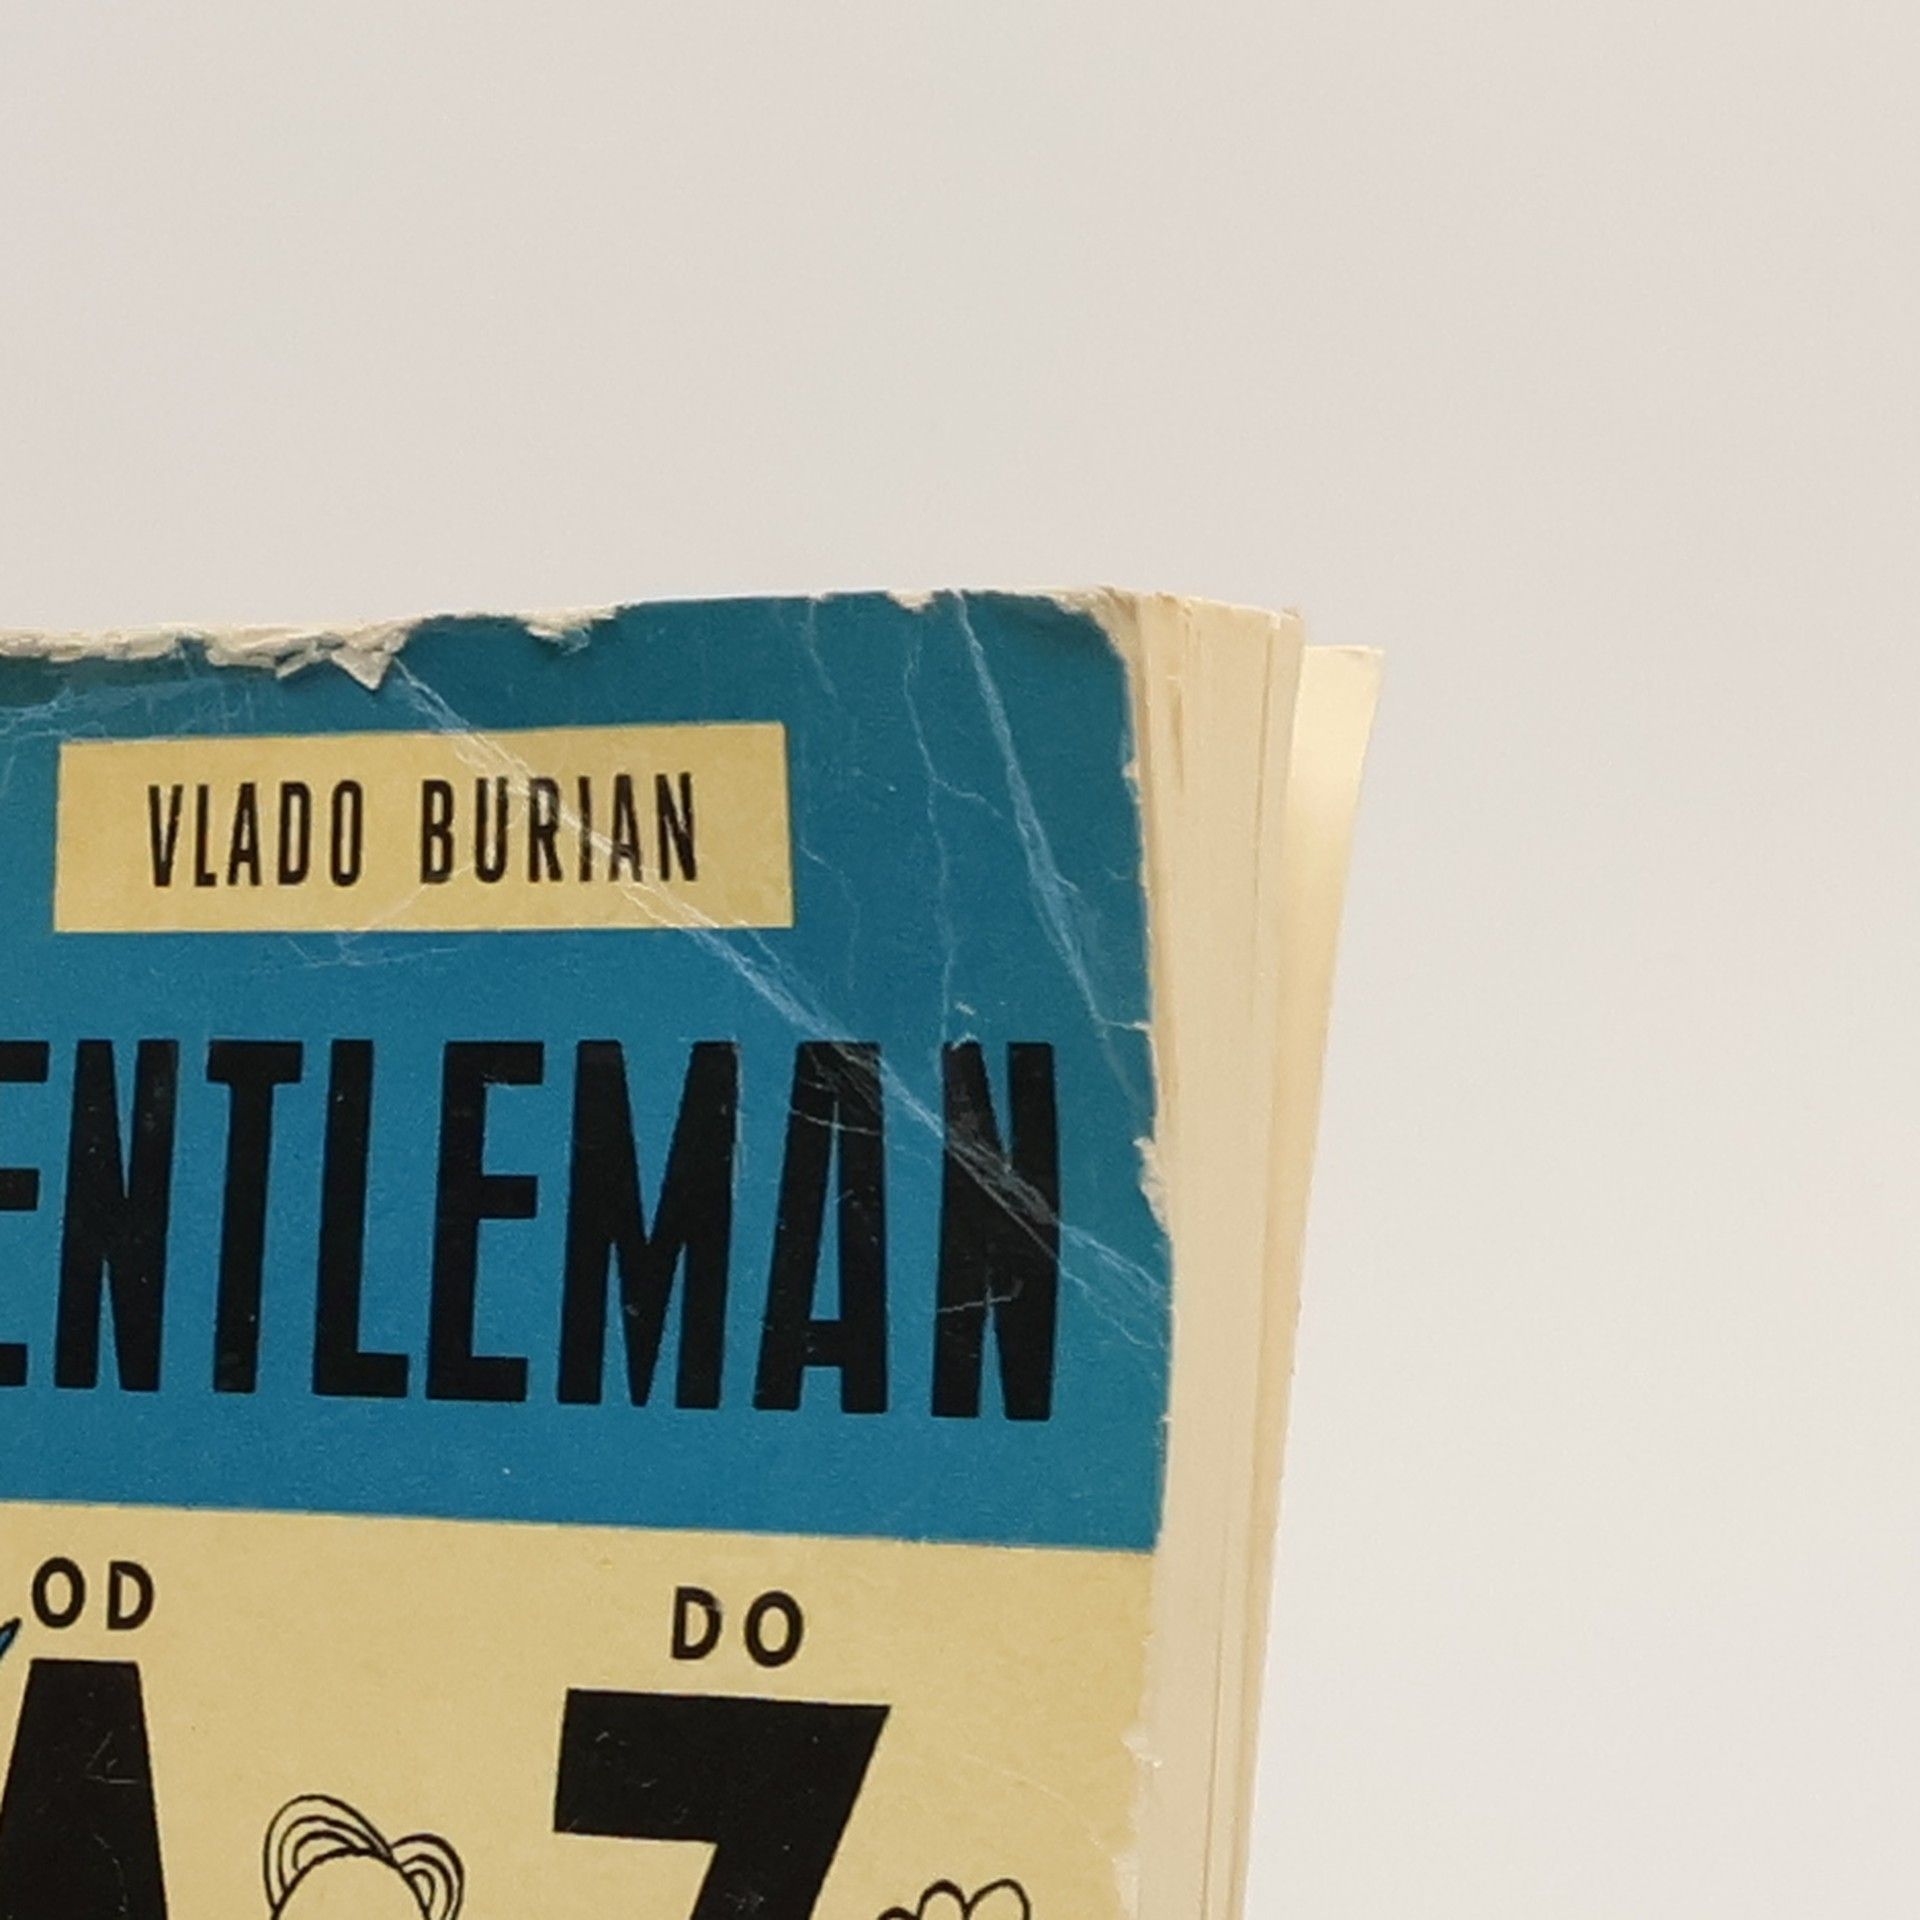 VLADO BURIAN
ENTLEMAN
OD DO
A Z